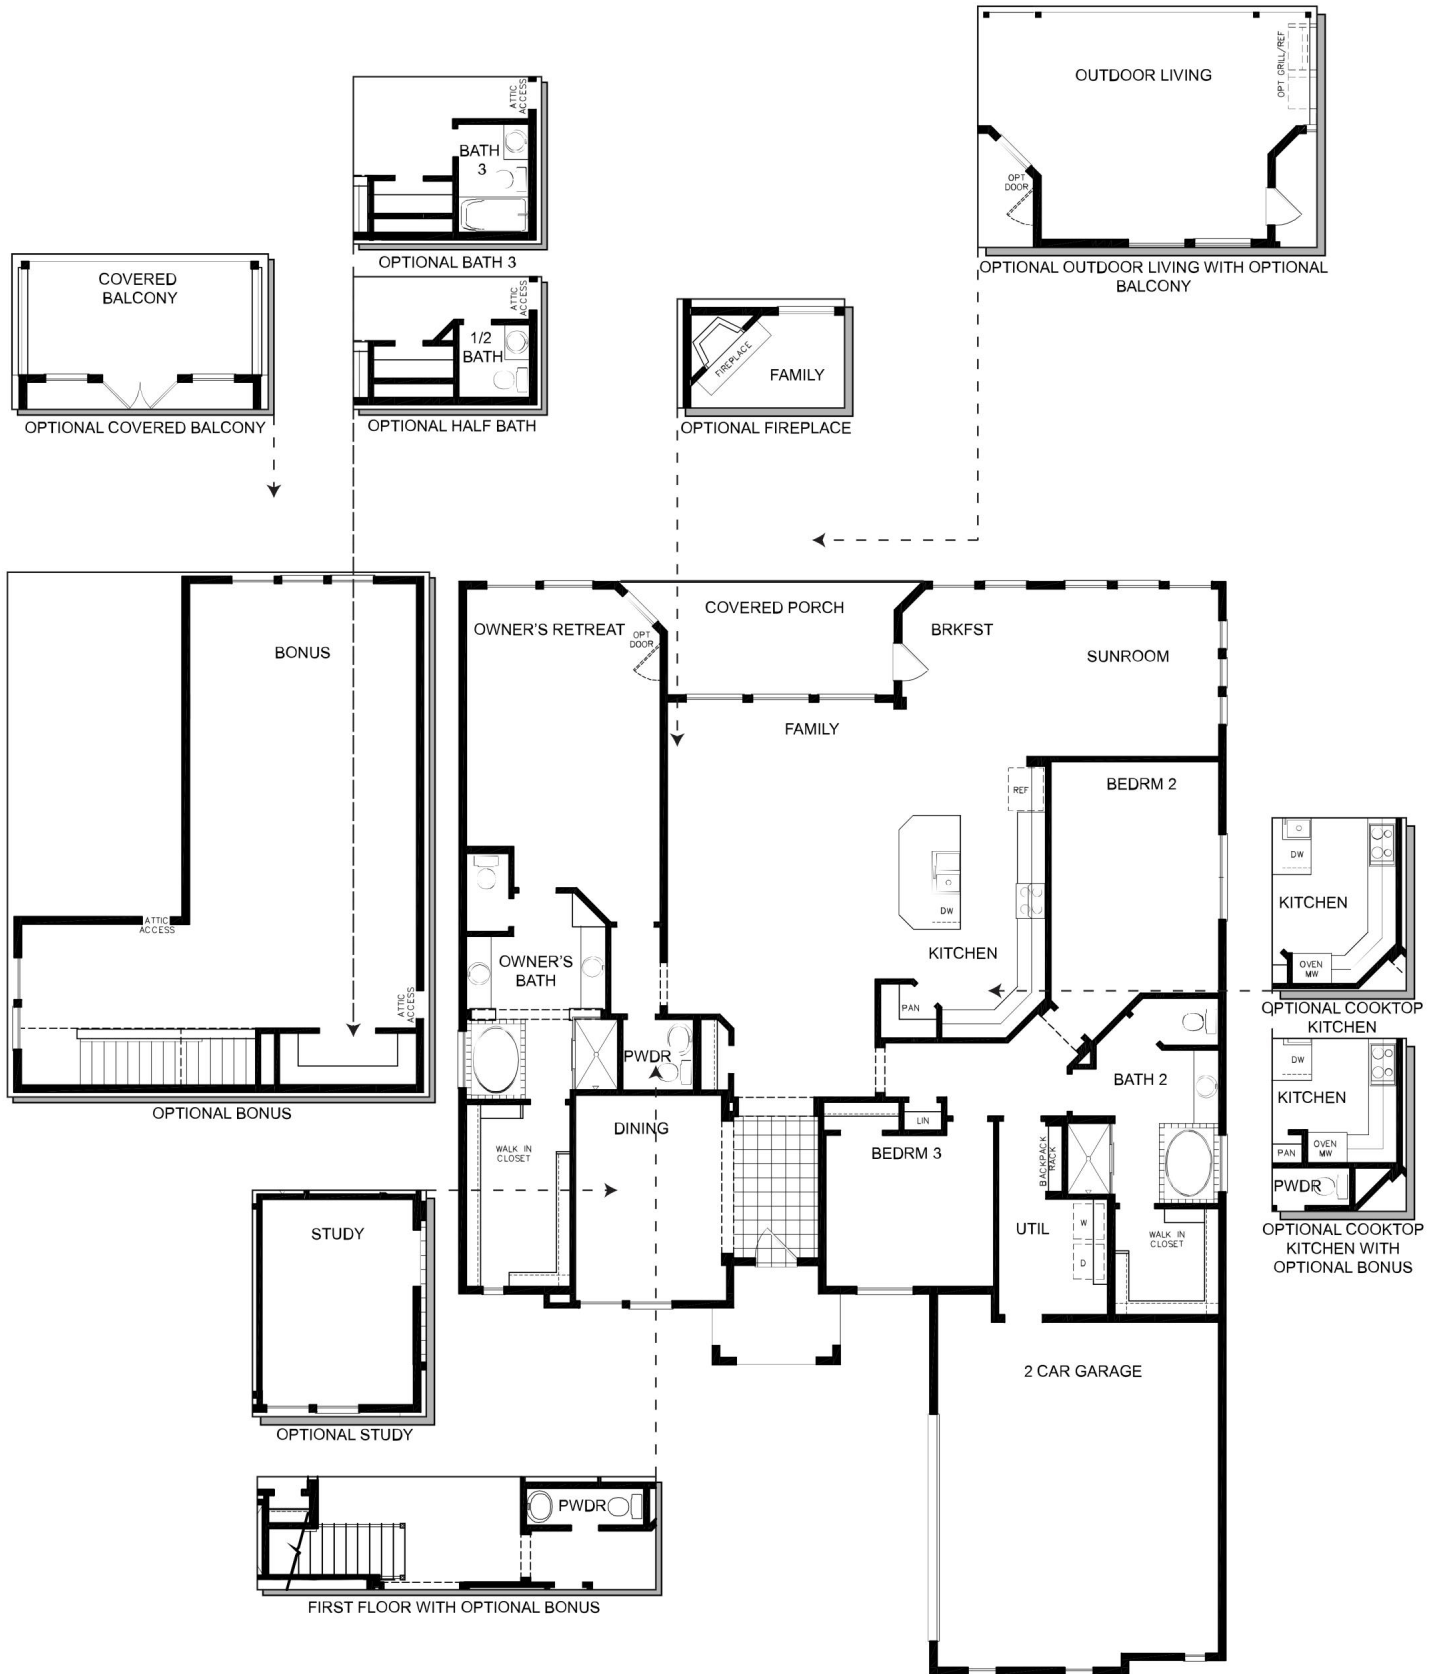 OUTDOOR LIVING
OPT GRILL/REF
OPT
DOOR
OPTIONAL OUTDOOR LIVING WITH OPTIONAL
BALCONY
ATTIC
ACCESS
BATH
3
OPTIONAL BATH 3
COVERED
BALCONY
OPTIONAL COVERED BALCONY
ATTIC
ACCESS
1/2
BATH
OPTIONAL HALF BATH
FIREPLACE
FAMILY
OPTIONAL FIREPLACE
BONUS
ATTIC
ACCESS
ATTIC
ACCESS
OPTIONAL BONUS
OWNER'S RETREAT
OPT
DOOR
COVERED PORCH
BRKFST
SUNROOM
FAMILY
BEDRM 2
REF
DW
KITCHEN
PAN
OWNER'S
BATH
PWDR
BATH 2
DINING
LIN
BEDRM 3
BACKPACK
RACK
WALK IN
CLOSET
UTIL
W
D
WALK IN
CLOSET
2 CAR GARAGE
DW
KITCHEN
OVEN
MW
OPTIONAL COOKTOP
KITCHEN
DW
KITCHEN
PAN
OVEN
MW
PWDR
OPTIONAL COOKTOP
KITCHEN WITH
OPTIONAL BONUS
STUDY
OPTIONAL STUDY
PWDR
FIRST FLOOR WITH OPTIONAL BONUS